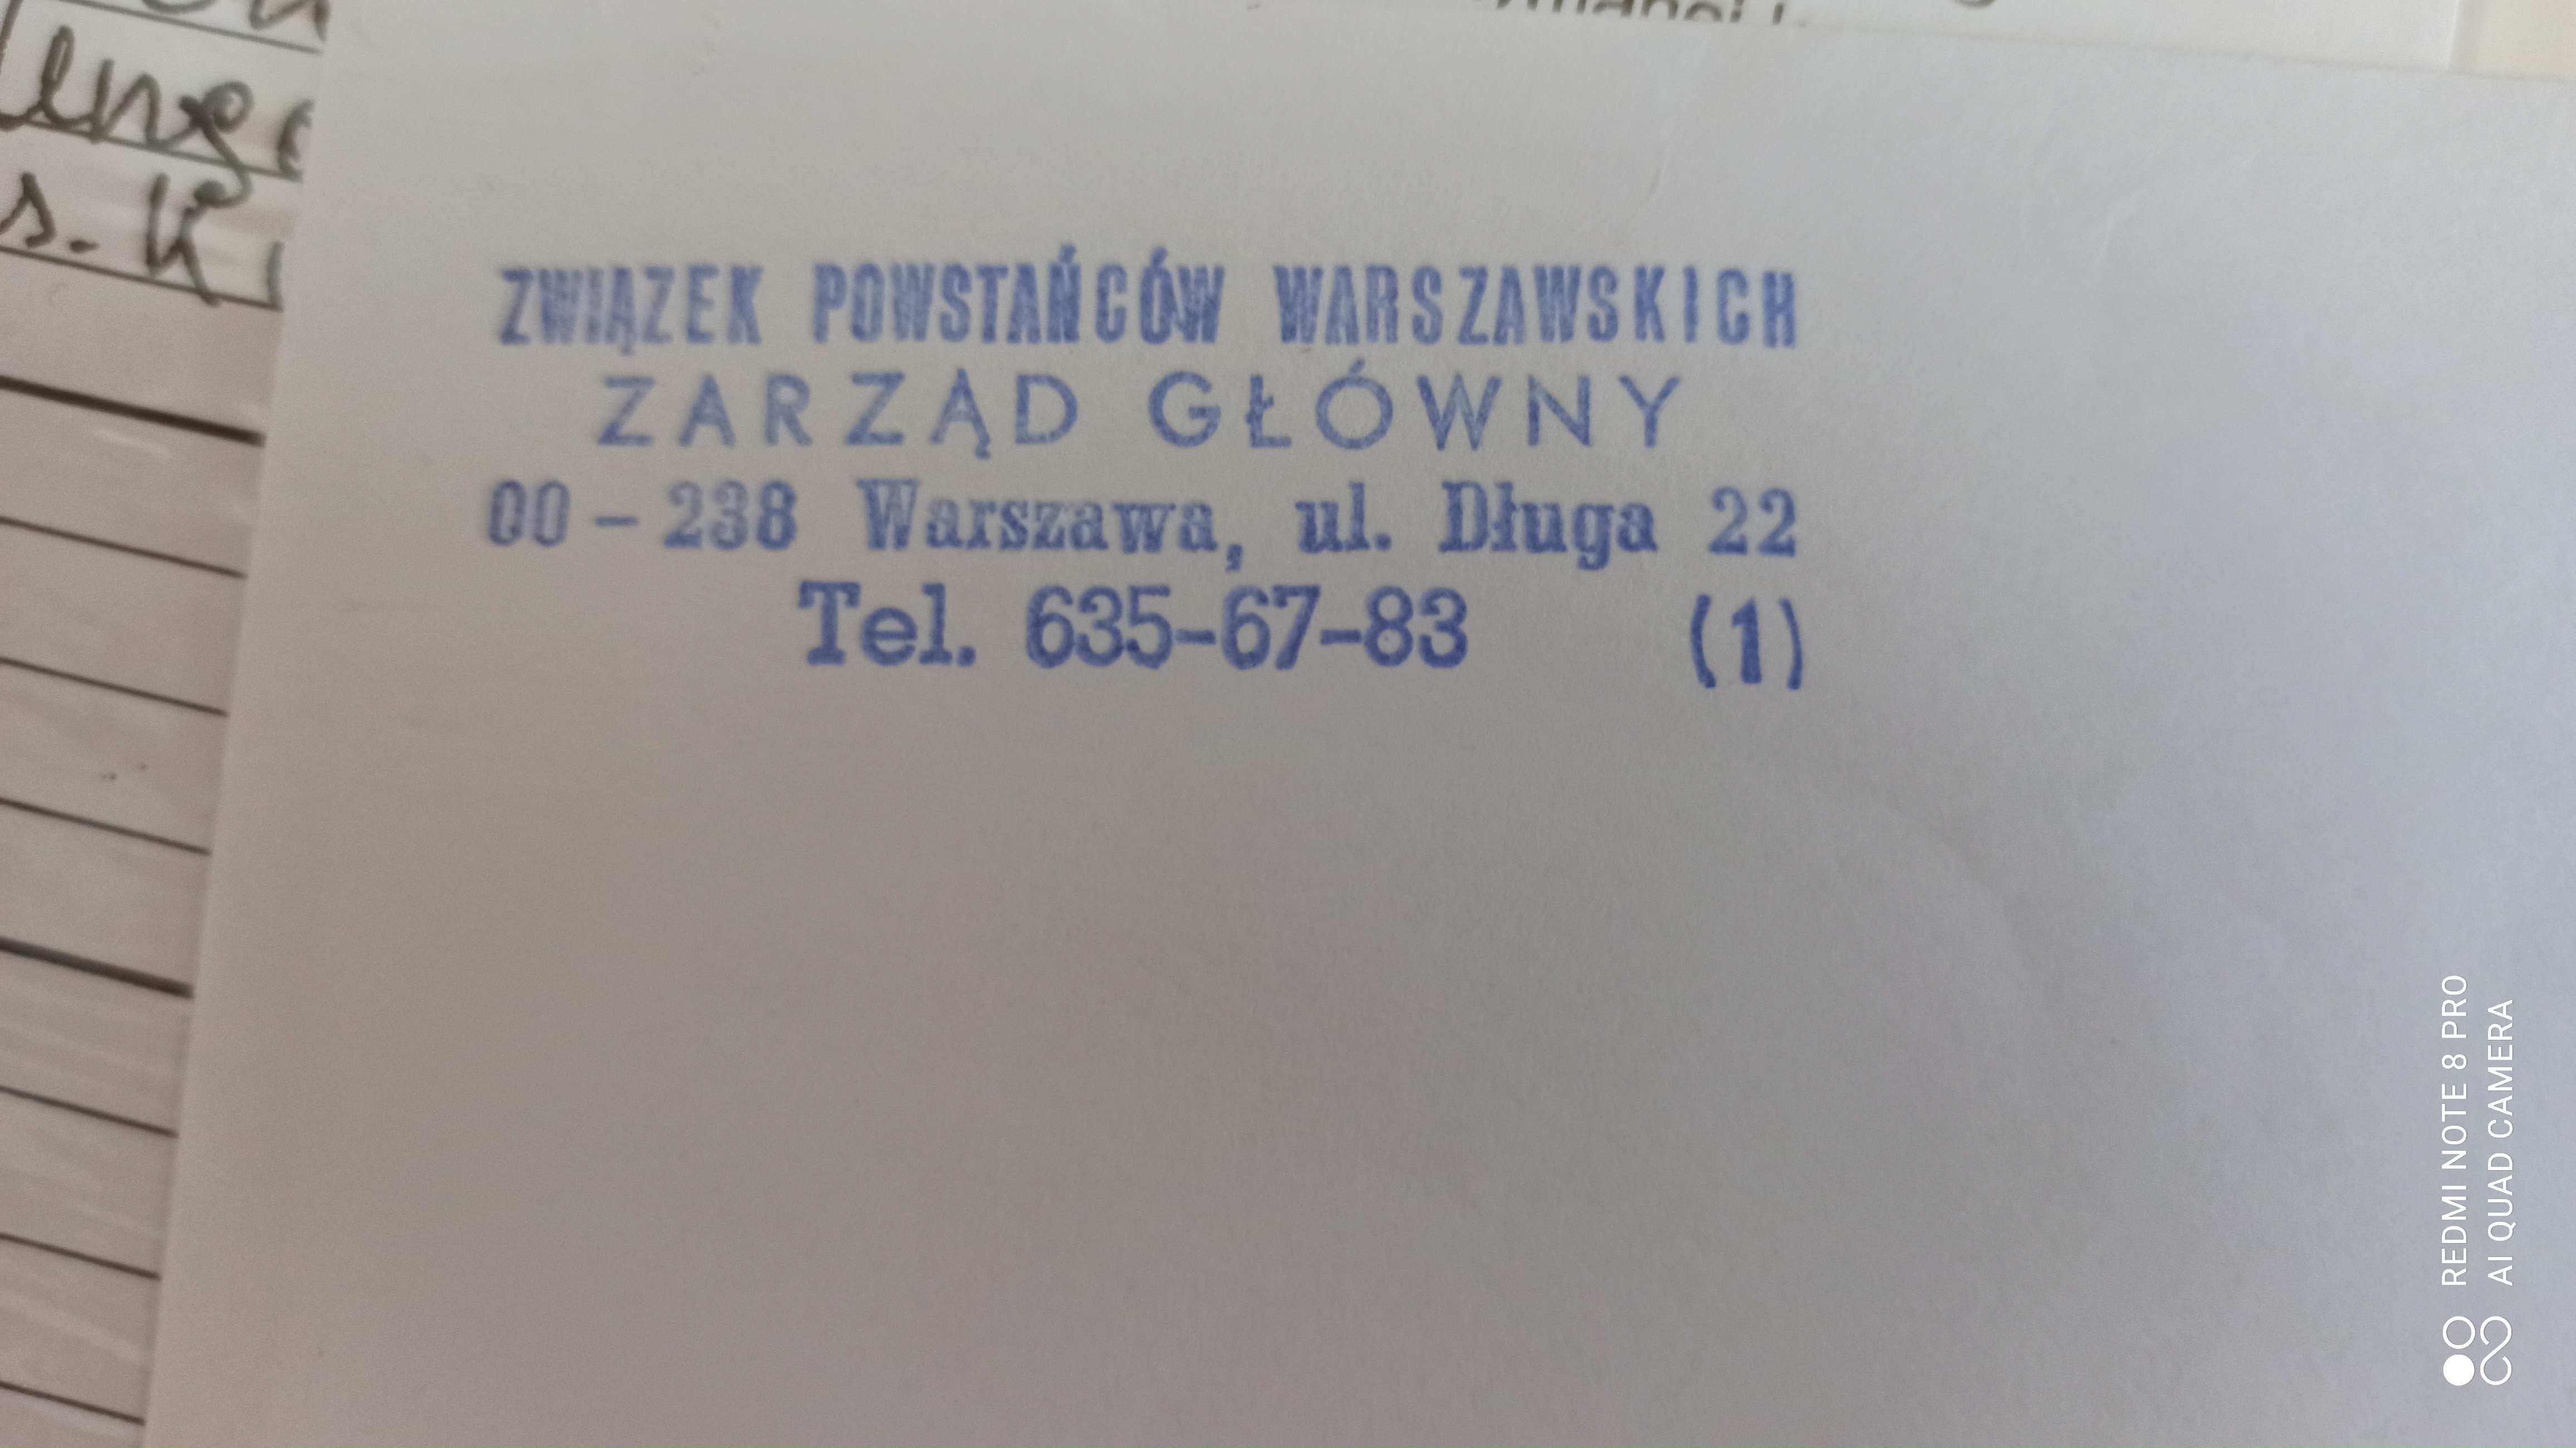 s. K
ZWIĄZEK POWSTAŃCÓW WARSZAWSKICH
ZARZĄD GŁÓWNY
00-238 Warszawa, ul. Długa 22
Tel. 635-67-83 (1)
REDMI NOTE 8 PRO
AI QUAD CAMERA